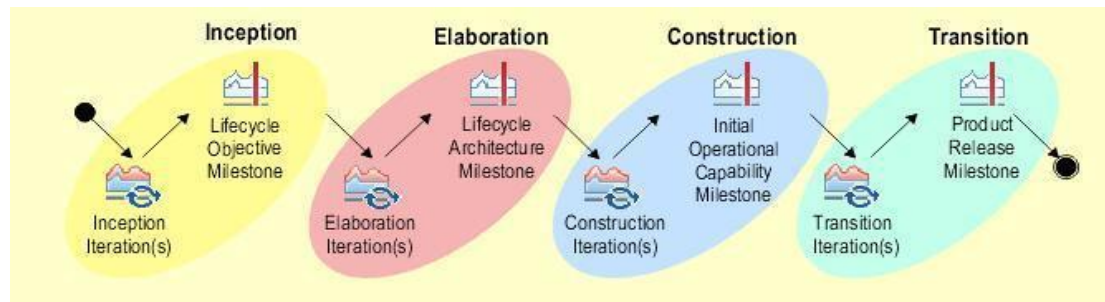 Inception
Elaboration
Construction
Transition
Lifecycle
Objective
Milestone
Inception
Iteration(s)
Lifecycle
Architecture
Milestone
Elaboration
Iteration(s)
Initial
Operational
Capability
Milestone
Construction
Iteration(s)
Product
Release
Milestone
Transition
Iteration(s)